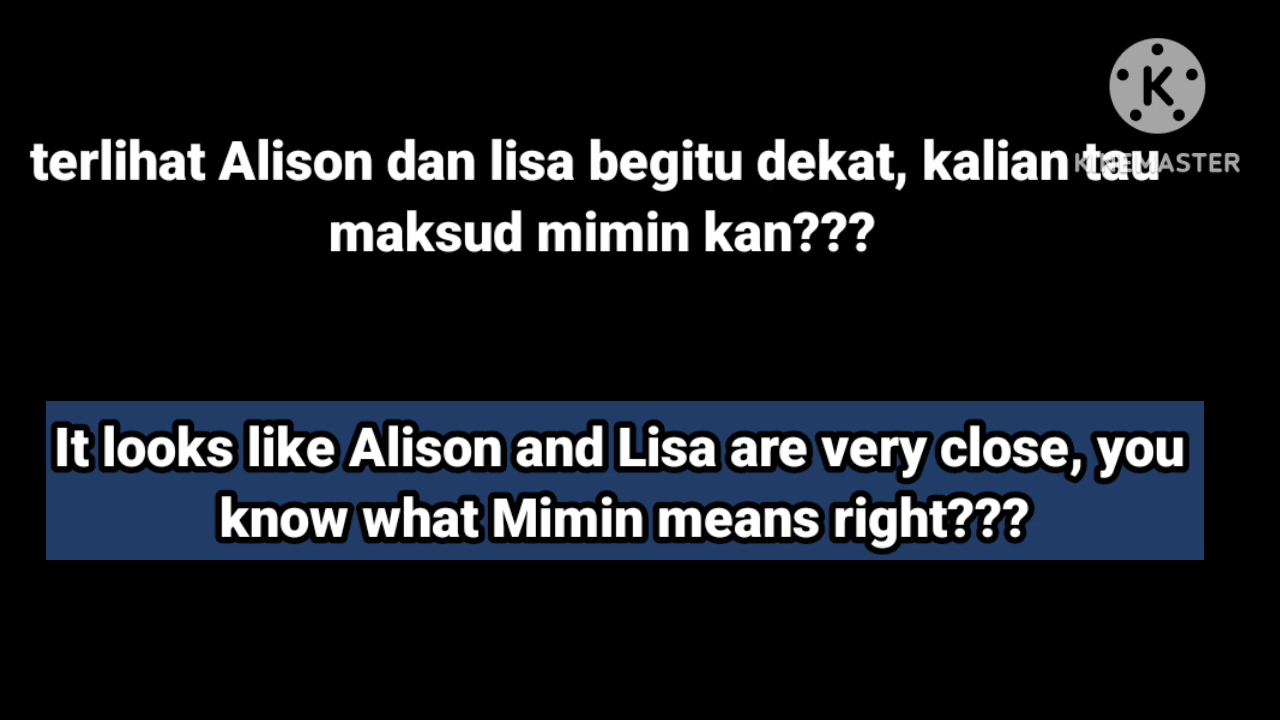 K
KINEMASTER
terlihat Alison dan lisa begitu dekat, kalian tau
maksud mimin kan???
It looks like Alison and Lisa are very close, you
know what Mimin means right???